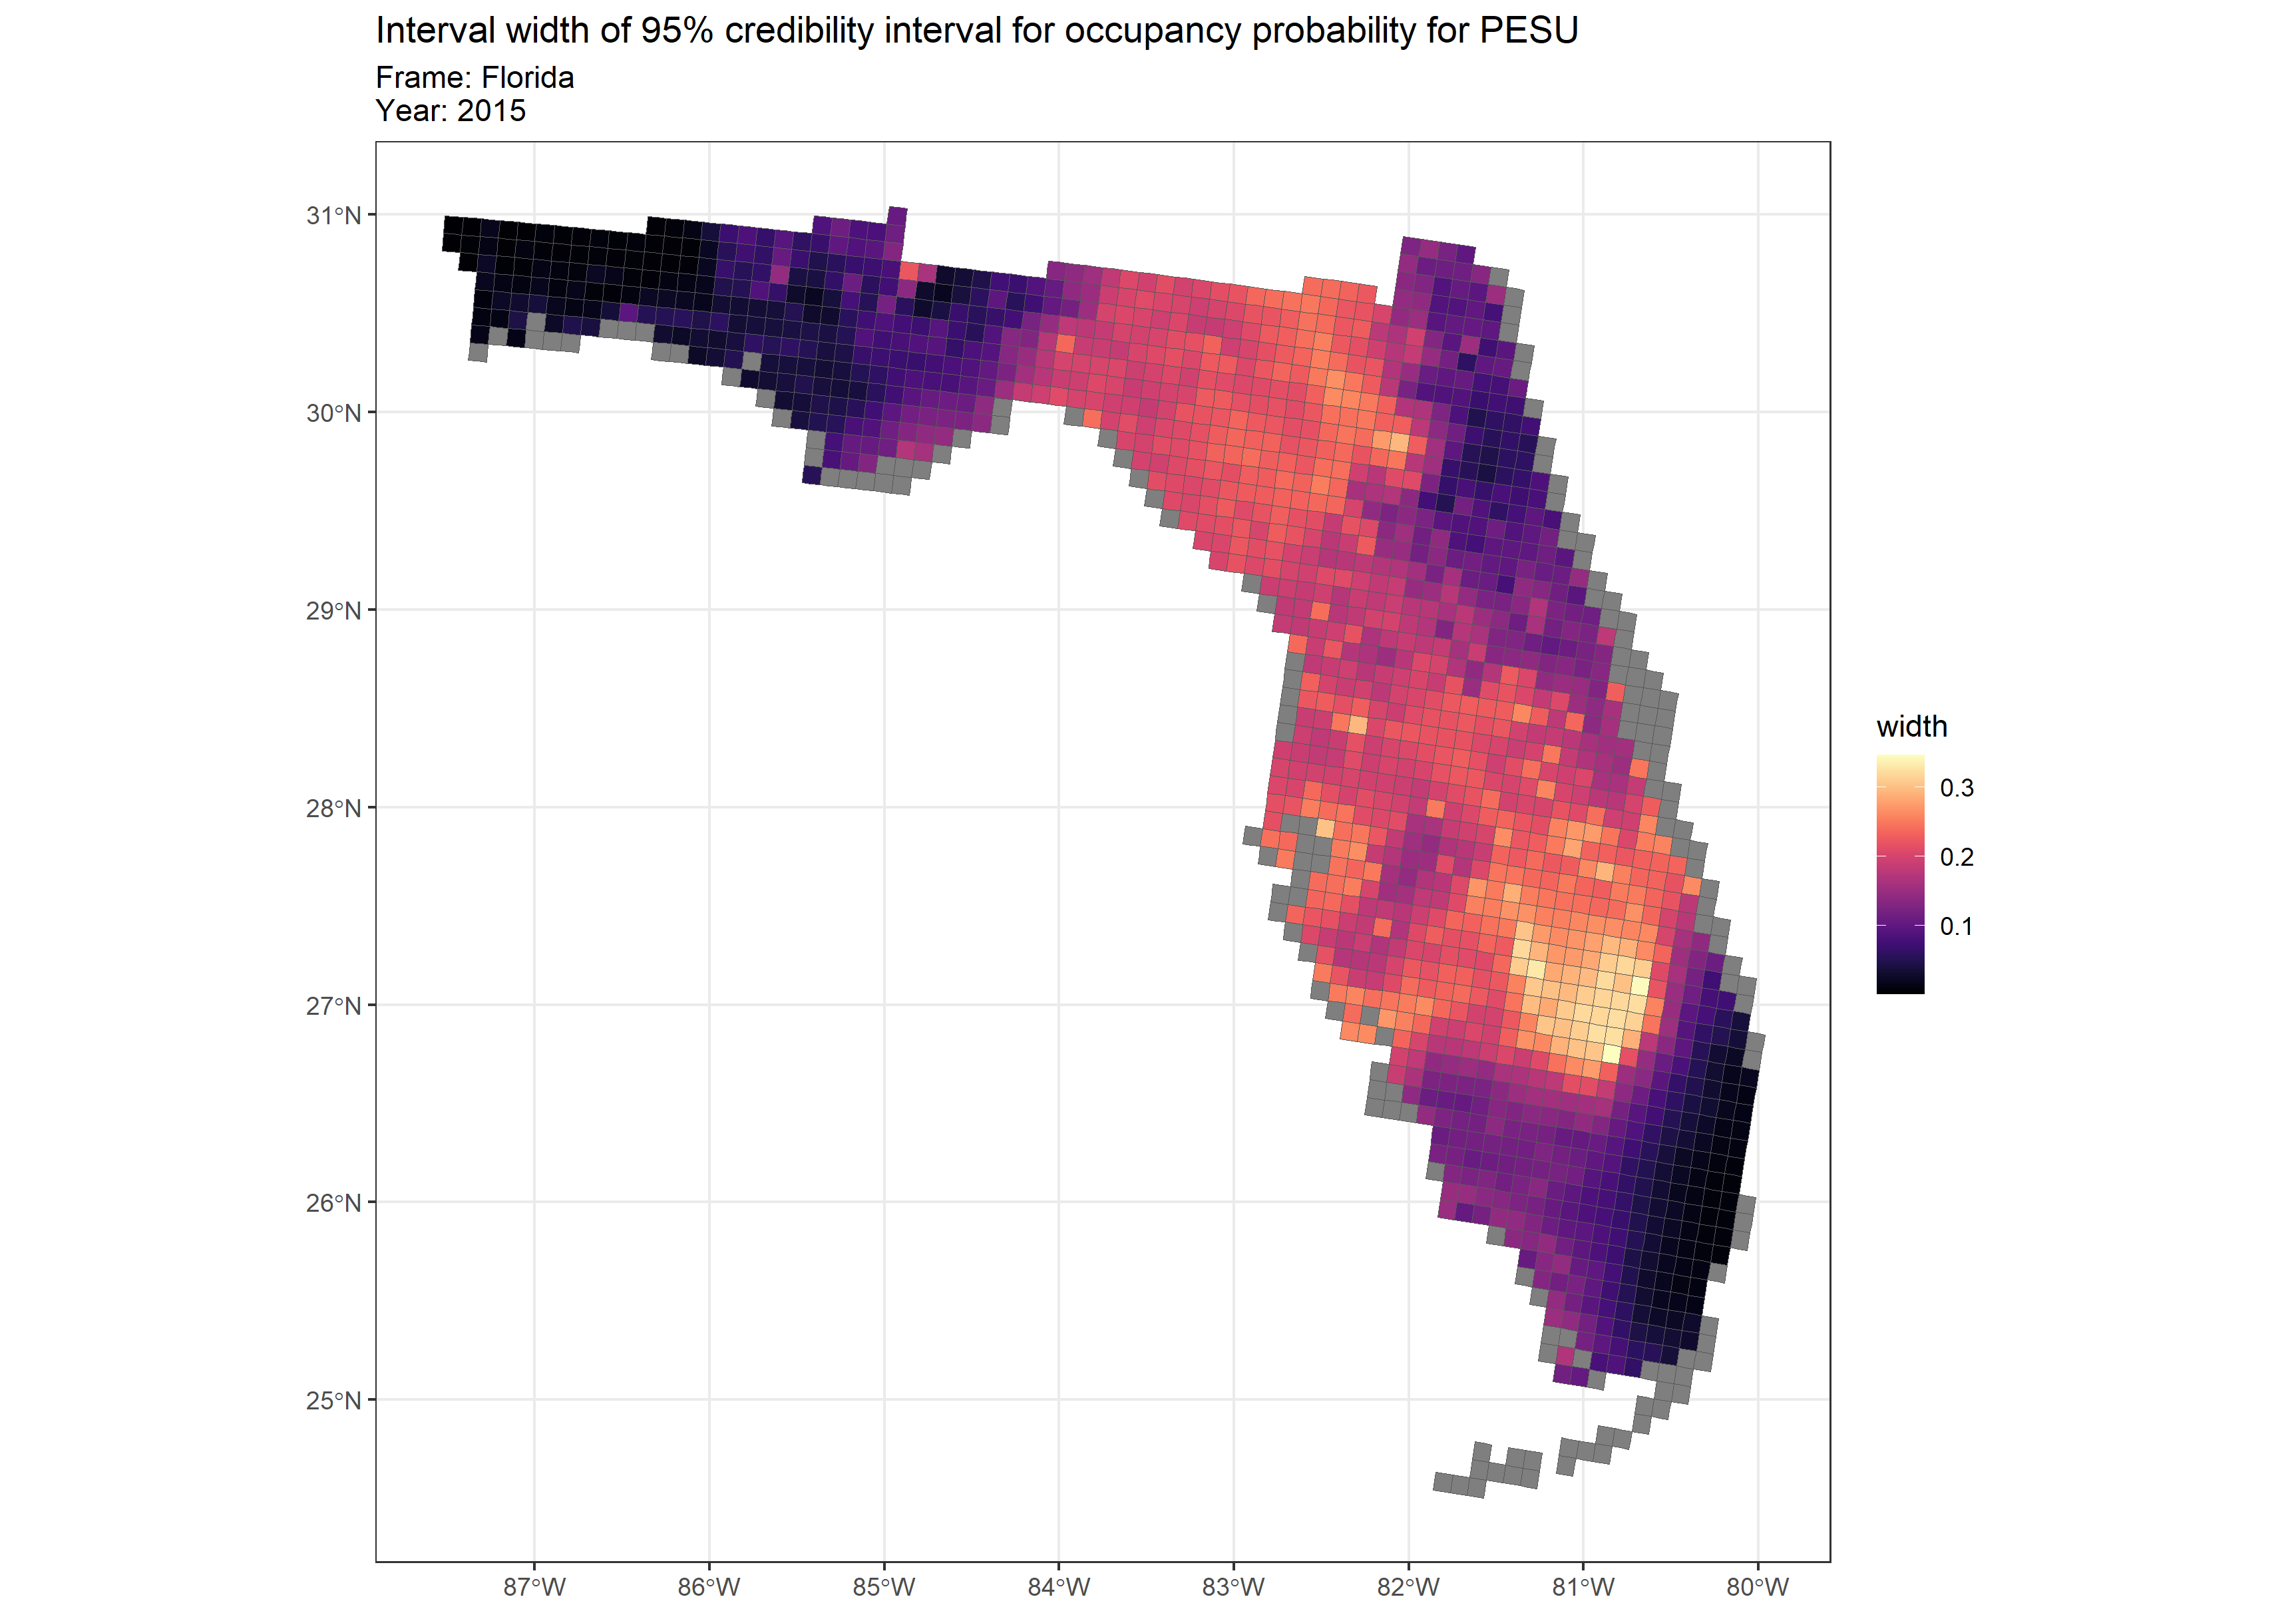 Interval width of 95% credibility interval for occupancy probability for PESU
Frame: Florida
Year: 2015
31°N
30°N
29°N
28°N
27°N
26°N
25°N
87°W
86°W
85°W
84°W
83°W
82°W
81°W
80°W
width
0.3
0.2
0.1